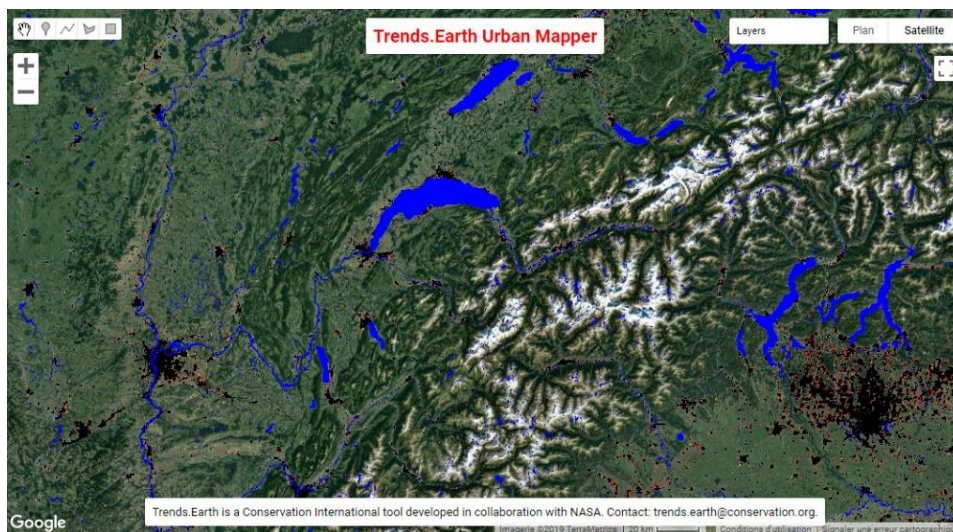 Trends.Earth Urban Mapper
Layers
Plan
Satellite
Trends.Earth is a Conservation International tool developed in collaboration with NASA. Contact: trends.earth@conservation.org.
Google
Imagerie ©2019 TerraMetrics
20 km
Conditions d'utilisation
Signaler une erreur cartographique